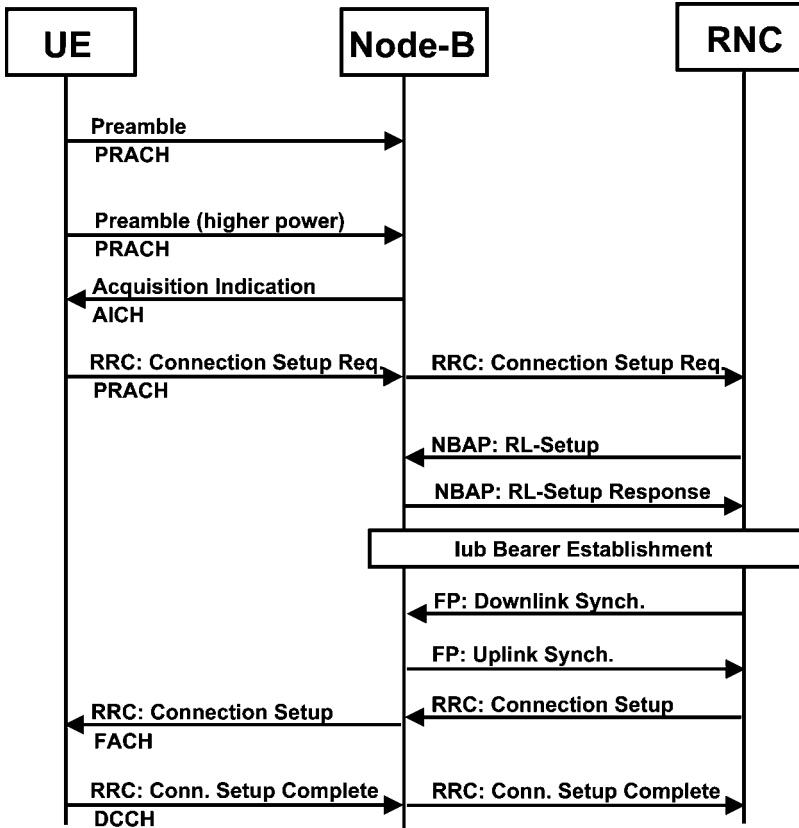 UE
Node-B
RNC
Preamble
PRACH
Preamble (higher power)
PRACH
Acquisition Indication
AICH
RRC: Connection Setup Req.
PRACH
RRC: Connection Setup Req.
NBAP: RL-Setup
NBAP: RL-Setup Response
Iub Bearer Establishment
FP: Downlink Synch.
FP: Uplink Synch.
RRC: Connection Setup
RRC: Connection Setup
FACH
RRC: Conn. Setup Complete
DCCH
RRC: Conn. Setup Complete